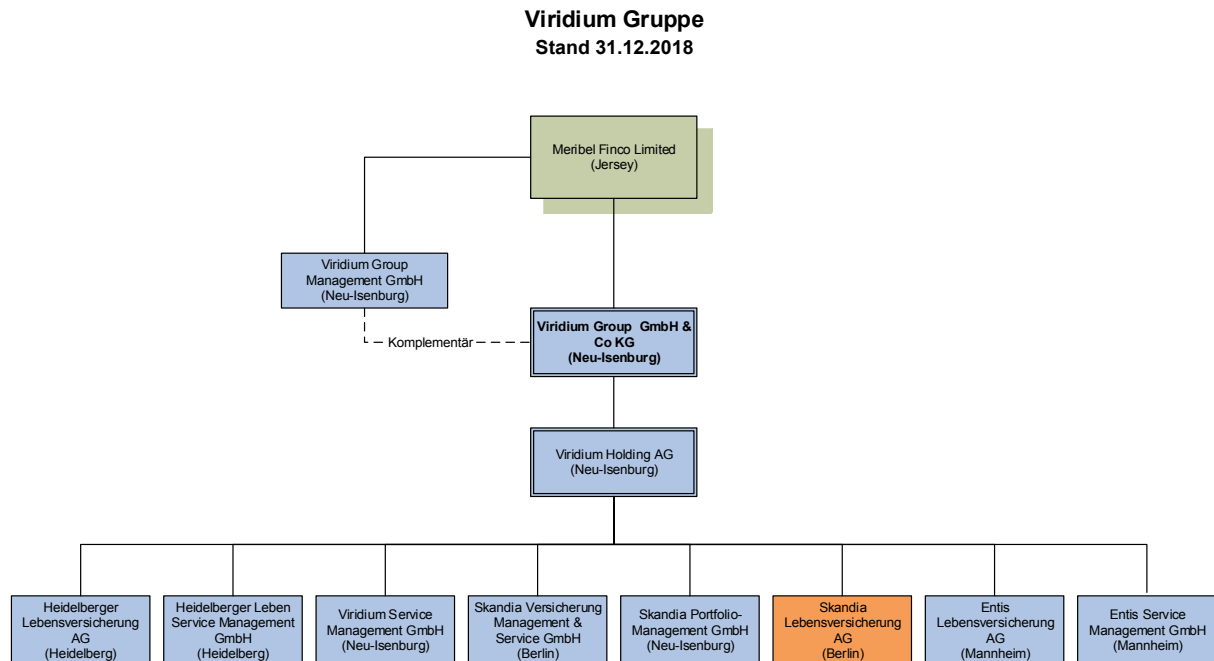 Viridium Gruppe
Stand 31.12.2018
Meribel Finco Limited
(Jersey)
Viridium Group
Management GmbH
(Neu-Isenburg)
Komplementär
Viridium Group GmbH &
Co KG
(Neu-Isenburg)
Viridium Holding AG
(Neu-Isenburg)
Heidelberger
Lebensversicherung
AG
(Heidelberg)
Heidelberger Leben
Service Management
GmbH
(Heidelberg)
Viridium Service
Management GmbH
(Neu-Isenburg)
Skandia Versicherung
Management &
Service GmbH
(Berlin)
Skandia Portfolio-
Management GmbH
(Neu-Isenburg)
Skandia
Lebensversicherung
AG
(Berlin)
Entis
Lebensversicherung
AG
(Mannheim)
Entis Service
Management GmbH
(Mannheim)